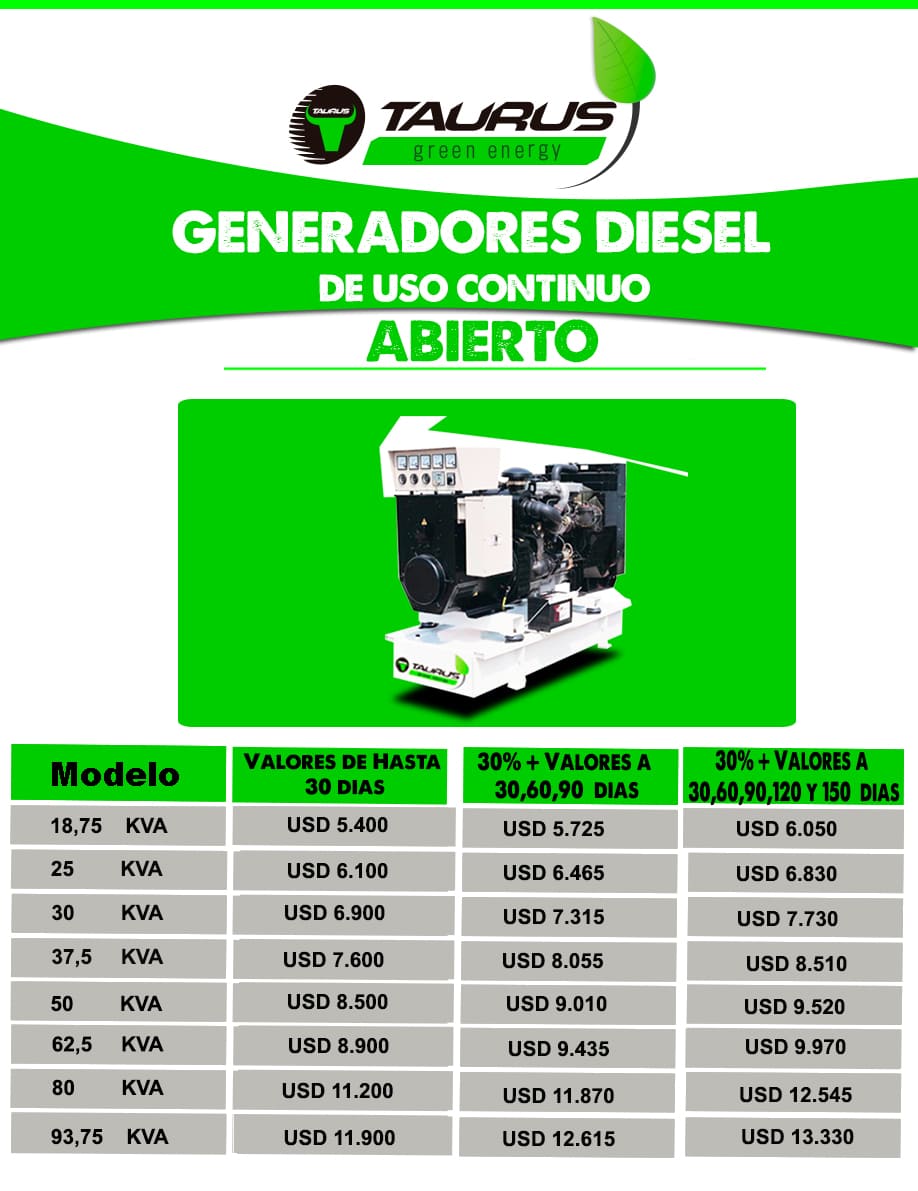 TAURUS
TAURUS
green energy
GENERADORES DIESEL
DE USO CONTINUO
ABIERTO
TAURUS
green energy
Modelo VALORES DE HASTA 30 DIAS 30% + VALORES A 30,60,90 DIAS 30% + VALORES A 30,60,90,120 Y 150 DIAS
18,75 KVA USD 5.400 USD 5.725 USD 6.050
25 KVA USD 6.100 USD 6.465 USD 6.830
30 KVA USD 6.900 USD 7.315 USD 7.730
37,5 KVA USD 7.600 USD 8.055 USD 8.510
50 KVA USD 8.500 USD 9.010 USD 9.520
62,5 KVA USD 8.900 USD 9.435 USD 9.970
80 KVA USD 11.200 USD 11.870 USD 12.545
93,75 KVA USD 11.900 USD 12.615 USD 13.330